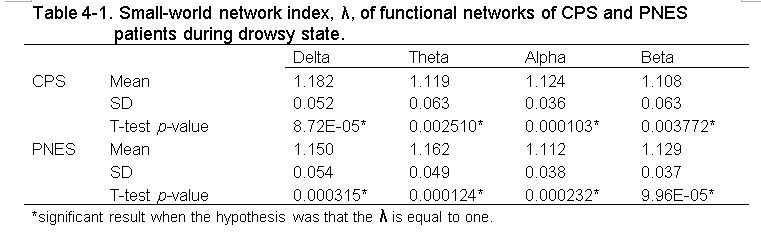 Table 4-1. Small-world network index, λ, of functional networks of CPS and PNES
patients during drowsy state.
Delta Theta Alpha Beta
CPS Mean 1.182 1.119 1.124 1.108
SD 0.052 0.063 0.036 0.063
T-test p-value 8.72E-05* 0.002510* 0.000103* 0.003772*
PNES Mean 1.150 1.162 1.112 1.129
SD 0.054 0.049 0.038 0.037
T-test p-value 0.000315* 0.000124* 0.000232* 9.96E-05*
*significant result when the hypothesis was that the λ is equal to one.